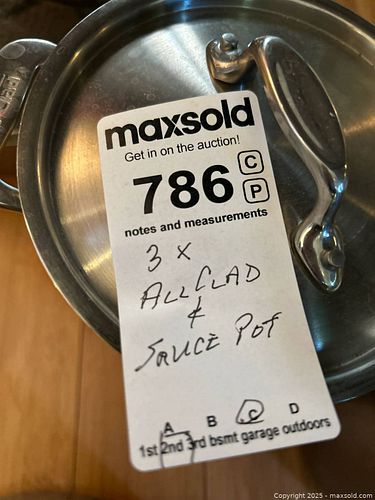 maxsold
Get in on the auction!
786 C
P
notes and measurements
3 x
ALLCLAD
&
SAUCE POT
A B C D
1st 2nd 3rd bsmt garage outdoors
Copyright 2025 - maxsold.com